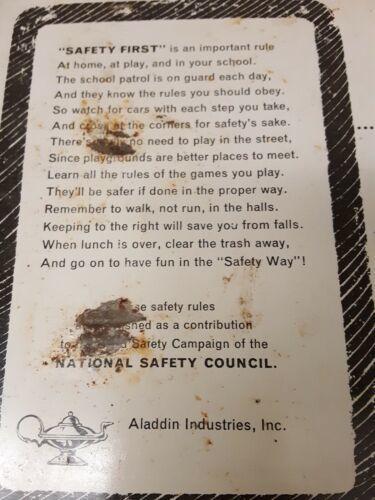 "SAFETY FIRST" is an important rule
At home, at play, and in your school.
The school patrol is on guard each day,
And they know the rules you should obey.
So watch for cars with each step you take,
And cross at the corners for safety's sake.
There's no need to play in the street,
Since playgrounds are better places to meet.
Learn all the rules of the games you play.
They'll be safer if done in the proper way.
Remember to walk, not run, in the halls.
Keeping to the right will save you from falls.
When lunch is over, clear the trash away,
And go on to have fun in the "Safety Way"!
safety rules
as a contribution
to Safety Campaign of the
NATIONAL SAFETY COUNCIL.
Aladdin Industries, Inc.